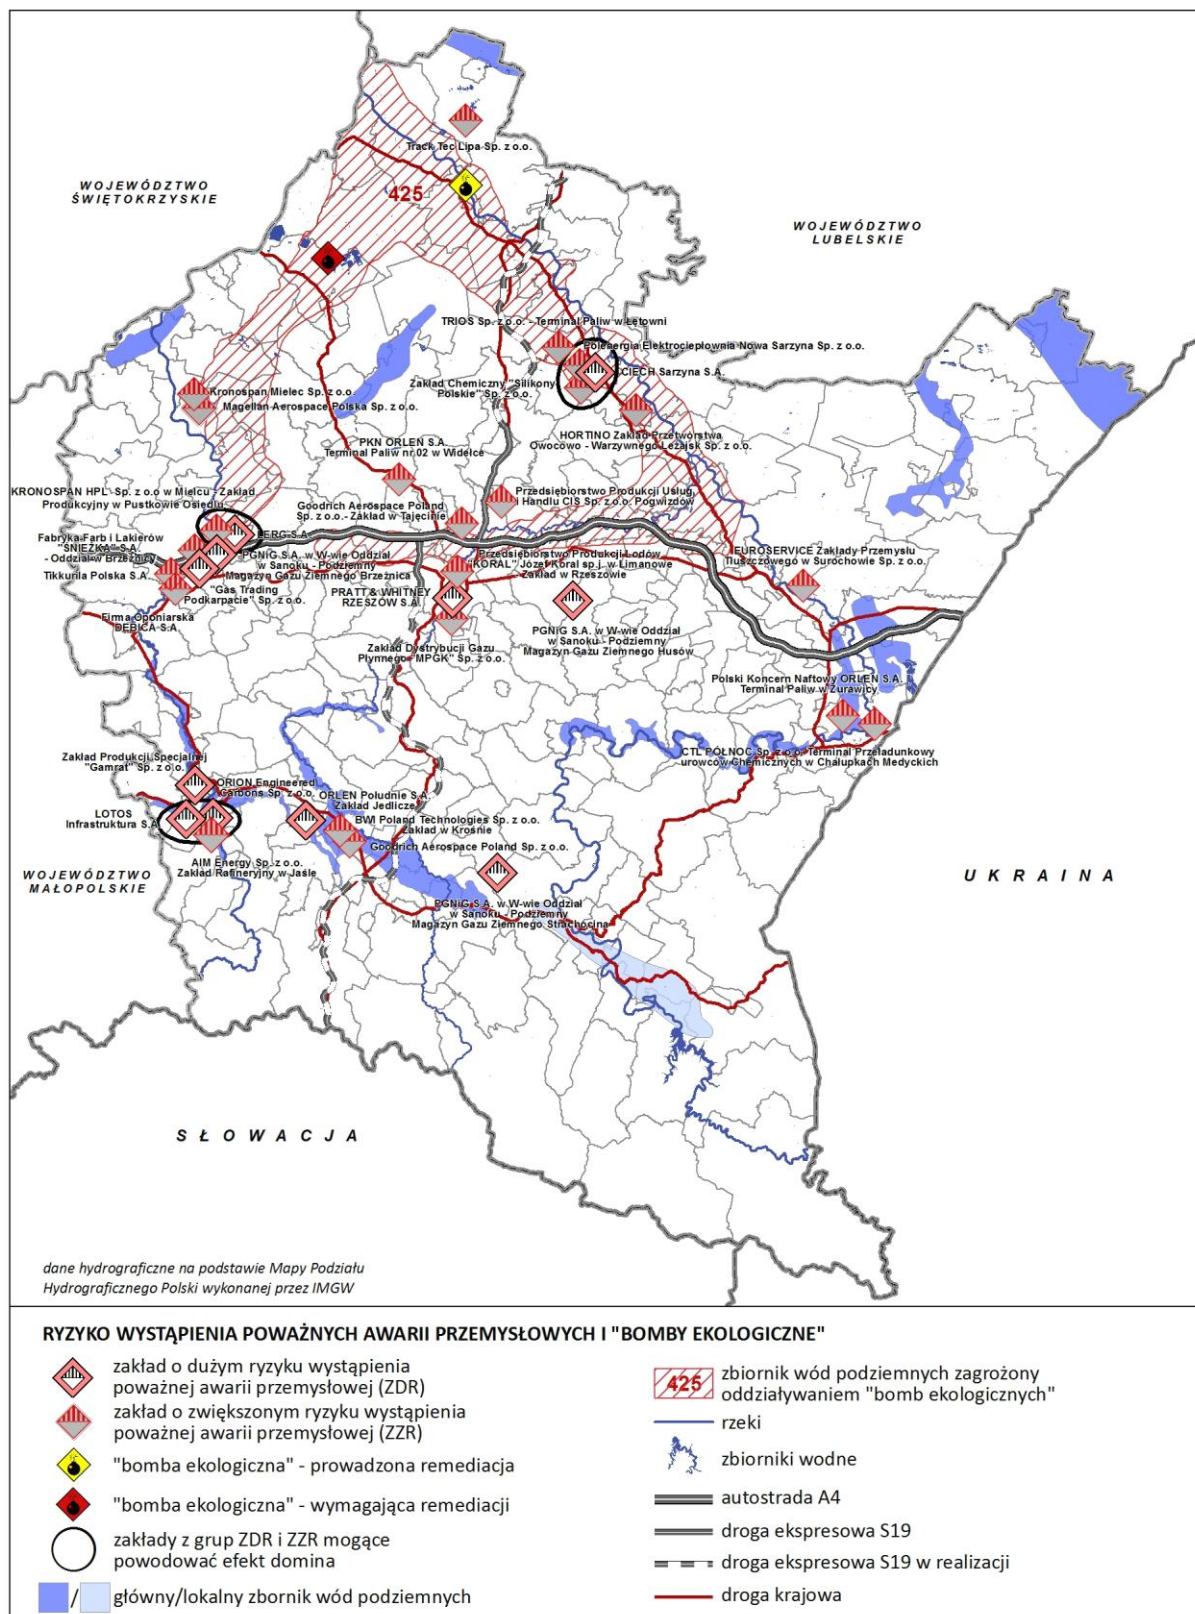 WOJEWÓDZTWO
ŚWIĘTOKRZYSKIE
Track Tec Lipa Sp. z o.o.
425
WOJEWÓDZTWO
LUBELSKIE
TRIOS Sp. z o.o. - Terminal Paliw w Łętowni
Polenergia Elektrociepłownia Nowa Sarzyna Sp. z o.o.
CIECH Sarzyna S.A.
Zakład Chemiczny "Silikony
Polskie" Sp. z o.o.
Kronospan Mielec Sp. z o.o.
Magellan Aerospace Polska Sp. z o.o.
HORTINO Zakład Przetwórstwa
Owocowo - Warzywnego Leżajsk Sp. z o.o.
PKN ORLEN S.A.
Terminal Paliw nr 02 w Widełce
KRONOSPAN HPL Sp. z o.o w Mielcu - Zakład
Produkcyjny w Pustkowie Osiedlu
Goodrich Aerospace Poland
Sp. z o.o. - Zakład w Tajęcinie
Przedsiębiorstwo Produkcji Usług
i Handlu CIS Sp. z o.o. Pogwizdów
LERG S.A.
Fabryka Farb i Lakierów
"ŚNIEŻKA" S.A.
- Oddział w Brzeźnicy
Tikkurila Polska S.A.
PGNiG S.A. w W-wie Oddział
w Sanoku - Podziemny
Magazyn Gazu Ziemnego Brzeźnica
"Gas Trading
Podkarpacie" Sp. z o.o.
Firma Oponiarska
DĘBICA S.A.
PRATT & WHITNEY
RZESZÓW S.A.
Przedsiębiorstwo Produkcji Lodów
"KORAL" Józef Koral sp.j. w Limanowe
Zakład w Rzeszowie
EUROSERVICE Zakłady Przemysłu
Tłuszczowego w Surochowie Sp. z o.o.
Zakład Dystrybucji Gazu
Płynnego "MPGK" Sp. z o.o.
PGNiG S.A. w W-wie Oddział
w Sanoku - Podziemny
Magazyn Gazu Ziemnego Husów
Polski Koncern Naftowy ORLEN S.A.
Terminal Paliw w Żurawicy
CTL PÓŁNOC Sp. z o.o. Terminal Przeładunkowy
urowców Chemicznych w Chałupkach Medyckich
Zakład Produkcji Specjalnej
"Gamrat" Sp. z o.o.
ORION Engineered
Carbons Sp. z o.o.
LOTOS
Infrastruktura S.A
ORLEN Południe S.A.
Zakład Jedlicze
BWI Poland Technologies Sp. z o.o.
Zakład w Krośnie
Goodrich Aerospace Poland Sp. z o.o.
AIM Energy Sp. z o.o.
Zakład Rafineryjny w Jaśle
WOJEWÓDZTWO
MAŁOPOLSKIE
PGNiG S.A. w W-wie Oddział
w Sanoku - Podziemny
Magazyn Gazu Ziemnego Strachocina
UKRAINA
SŁOWACJA
dane hydrograficzne na podstawie Mapy Podziału
Hydrograficznego Polski wykonanej przez IMGW
RYZYKO WYSTĄPIENIA POWAŻNYCH AWARII PRZEMYSŁOWYCH I "BOMBY EKOLOGICZNE"
zakład o dużym ryzyku wystąpienia
poważnej awarii przemysłowej (ZDR)
zakład o zwiększonym ryzyku wystąpienia
poważnej awarii przemysłowej (ZZR)
"bomba ekologiczna" - prowadzona remediacja
"bomba ekologiczna" - wymagająca remediacji
zakłady z grup ZDR i ZZR mogące
powodować efekt domina
/ główny/lokalny zbornik wód podziemnych
425 zbiornik wód podziemnych zagrożony
oddziaływaniem "bomb ekologicznych"
rzeki
zbiorniki wodne
autostrada A4
droga ekspresowa S19
droga ekspresowa S19 w realizacji
droga krajowa